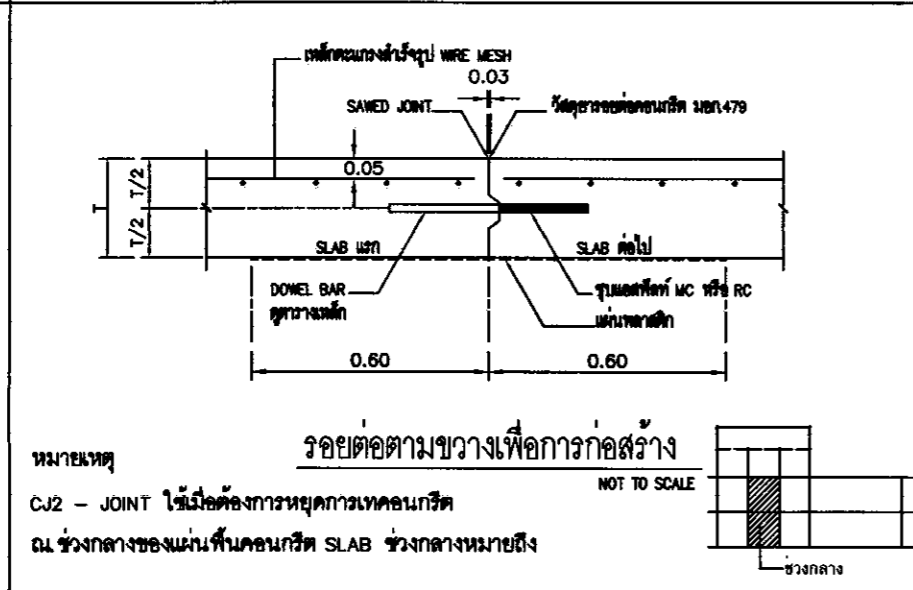 เหล็กตะแกรงสำเร็จรูป WIRE MESH
0.03
SAWED JOINT
วัสดุยารอยต่อคอนกรีต มอก.479
0.05
T
T/2
T/2
SLAB แรก
SLAB ต่อไป
DOWEL BAR
ดูตารางเหล็ก
ชุบแอสฟัลท์ MC หรือ RC
แผ่นพลาสติก
0.60
0.60
รอยต่อตามขวางเพื่อการก่อสร้าง
NOT TO SCALE
หมายเหตุ
CJ2 - JOINT ใช้เมื่อต้องการหยุดการเทคอนกรีต
ณ.ช่วงกลางของแผ่นพื้นคอนกรีต SLAB ช่วงกลางหมายถึง
ช่วงกลาง